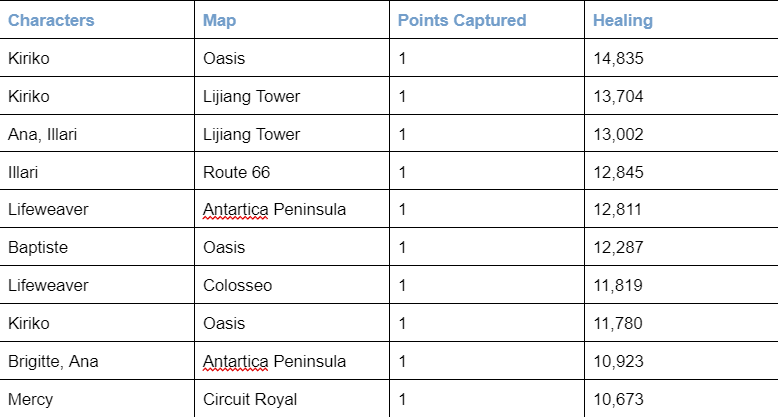 Characters Map Points Captured Healing
Kiriko Oasis 1 14,835
Kiriko Lijiang Tower 1 13,704
Ana, Illari Lijiang Tower 1 13,002
Illari Route 66 1 12,845
Lifeweaver Antartica Peninsula 1 12,811
Baptiste Oasis 1 12,287
Lifeweaver Colosseo 1 11,819
Kiriko Oasis 1 11,780
Brigitte, Ana Antartica Peninsula 1 10,923
Mercy Circuit Royal 1 10,673